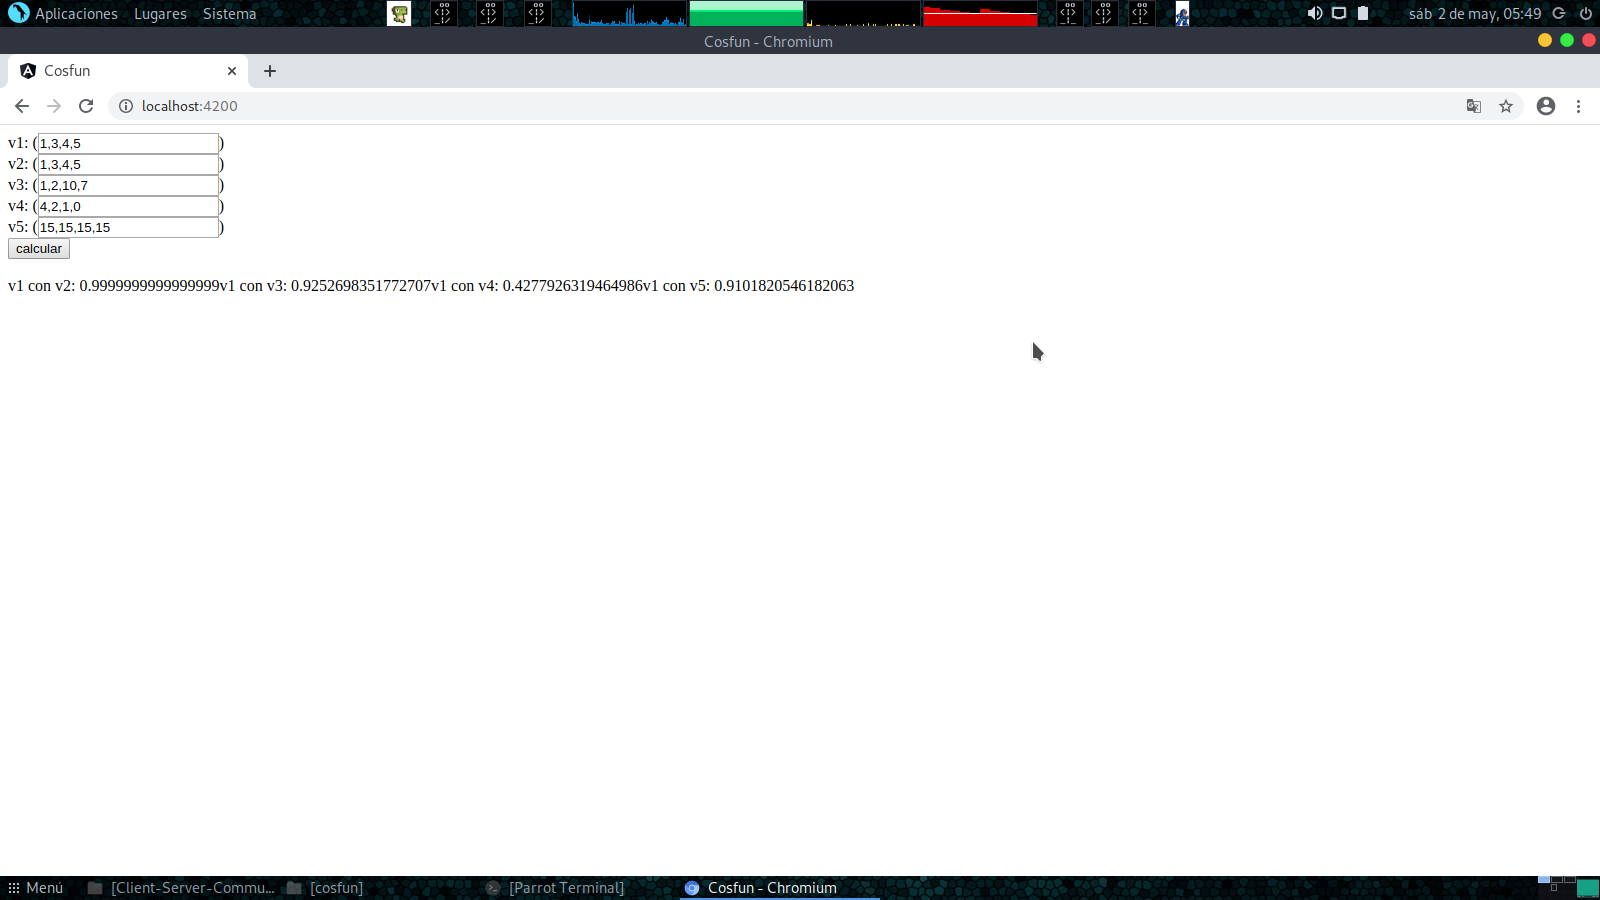 Aplicaciones Lugares Sistema sáb 2 de may, 05:49
Cosfun - Chromium
Cosfun
localhost:4200
v1: (1,3,4,5)
v2: (1,3,4,5)
v3: (1,2,10,7)
v4: (4,2,1,0)
v5: (15,15,15,15)
calcular
v1 con v2: 0.9999999999999999v1 con v3: 0.9252698351772707v1 con v4: 0.4277926319464986v1 con v5: 0.9101820546182063
Menú [Client-Server-Commu... [cosfun] [Parrot Terminal] Cosfun - Chromium